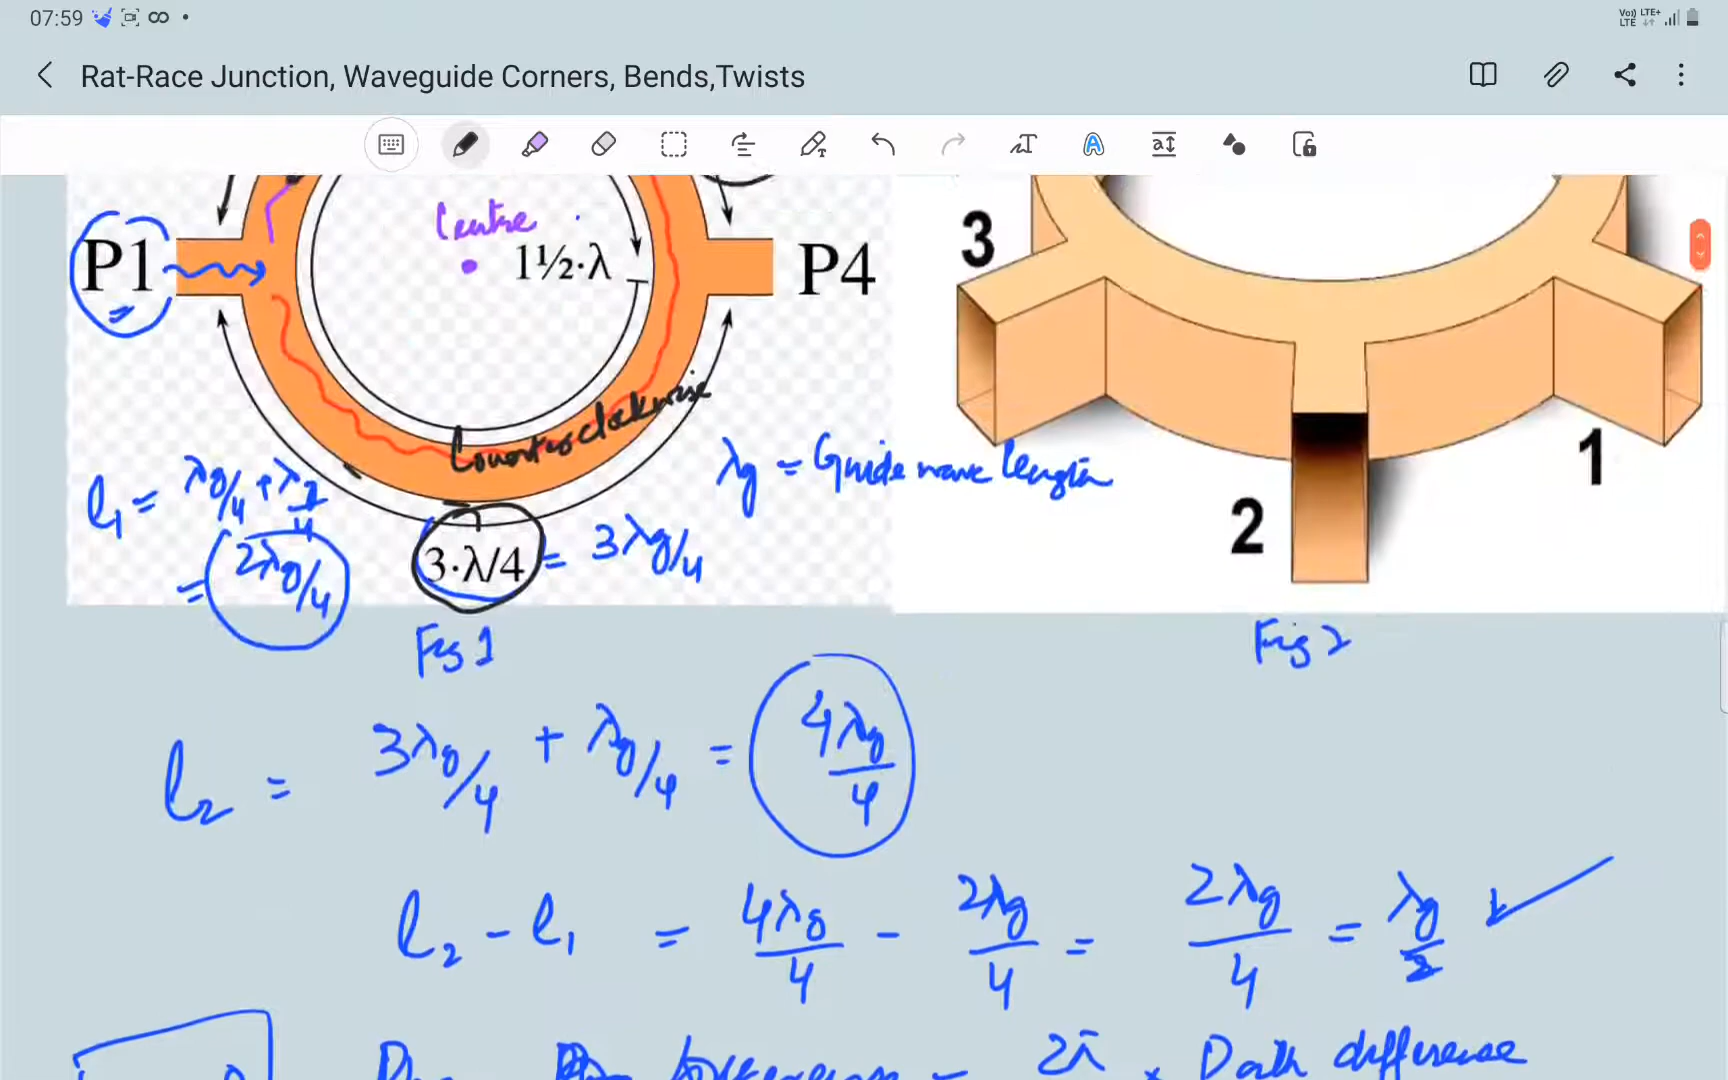 07:59
Vo) LTE+
LTE
Rat-Race Junction, Waveguide Corners, Bends,Twists
Centre
P1
1½·λ
P4
3
Counterclockwise
λg = Guide wave length
1
l₁ = λg/4 + λg/4
2
3·λ/4 = 3λg/4
= 2λg/4
Fig 1
Fig 2
l₂ = 3λg/4 + λg/4 = 4λg/4
l₂ - l₁ = 4λg/4 - 2λg/4 = 2λg/4 = λg/2
= 2π × Path difference